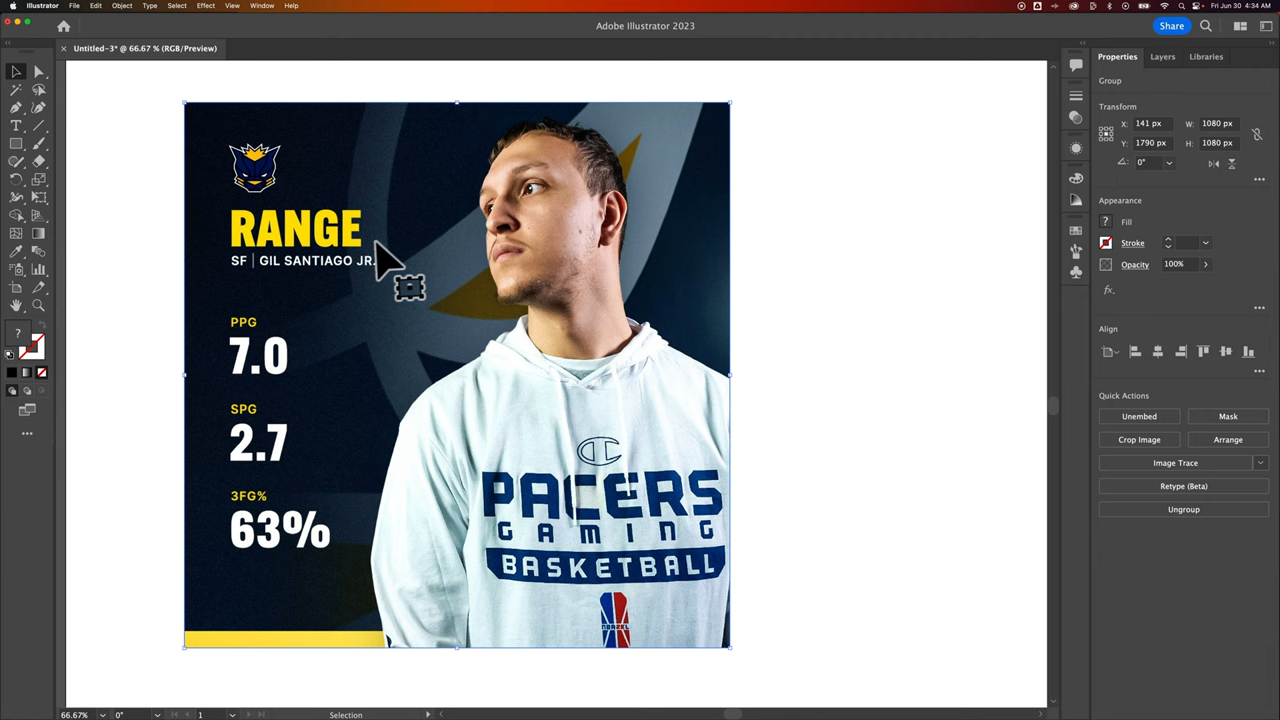 Illustrator File Edit Object Type Select Effect View Window Help Fri Jun 30 4:34 AM
Adobe Illustrator 2023
Share
Untitled-3* @ 66.67 % (RGB/Preview)
Properties Layers Libraries
Group
Transform
X: 141 px W: 1080 px
Y: 1790 px H: 1080 px
0°
Appearance
? Fill
Stroke
Opacity 100%
fx.
Align
Quick Actions
Unembed Mask
Crop Image Arrange
Image Trace
Retype (Beta)
Ungroup
RANGE
SF | GIL SANTIAGO JR.
PPG
7.0
SPG
2.7
3FG%
63%
PACERS
GAMING
BASKETBALL
NBA2KL
?
66.67% 0° 1 Selection